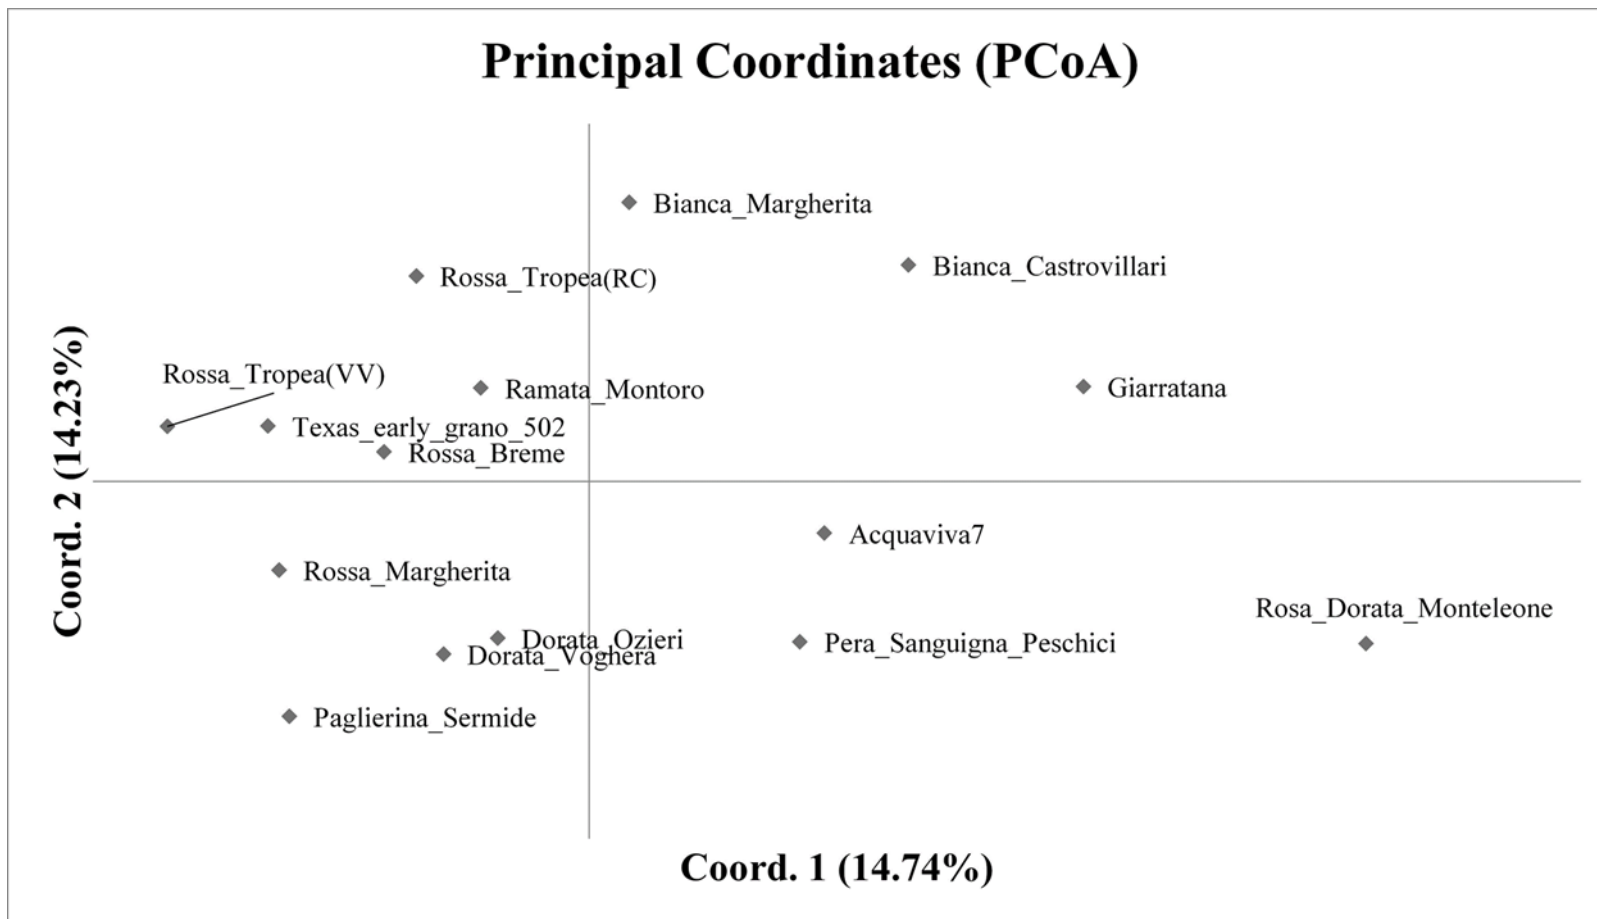 Principal Coordinates (PCoA)
Bianca_Margherita
Bianca_Castrovillari
Rossa_Tropea(RC)
Rossa_Tropea(VV)
Ramata_Montoro
Giarratana
Texas_early_grano_502
Rossa_Breme
Coord. 2 (14.23%)
Acquaviva7
Rossa_Margherita
Rosa_Dorata_Monteleone
Dorata_Ozieri
Pera_Sanguigna_Peschici
Dorata_Voghera
Paglierina_Sermide
Coord. 1 (14.74%)